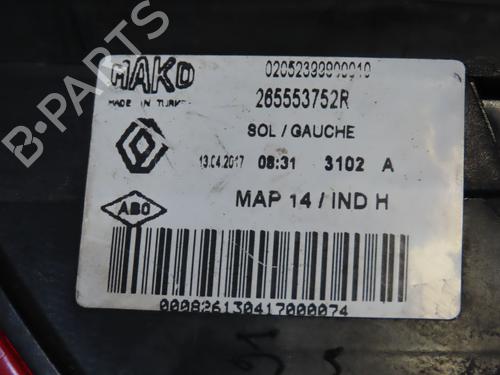 MAKO
MADE IN TURKEY
02052399900010
265553752R
SOL / GAUCHE
13.04.2017 08:31 3102 A
ABO
MAP 14 / IND H
000826130417000074
B-PARTS